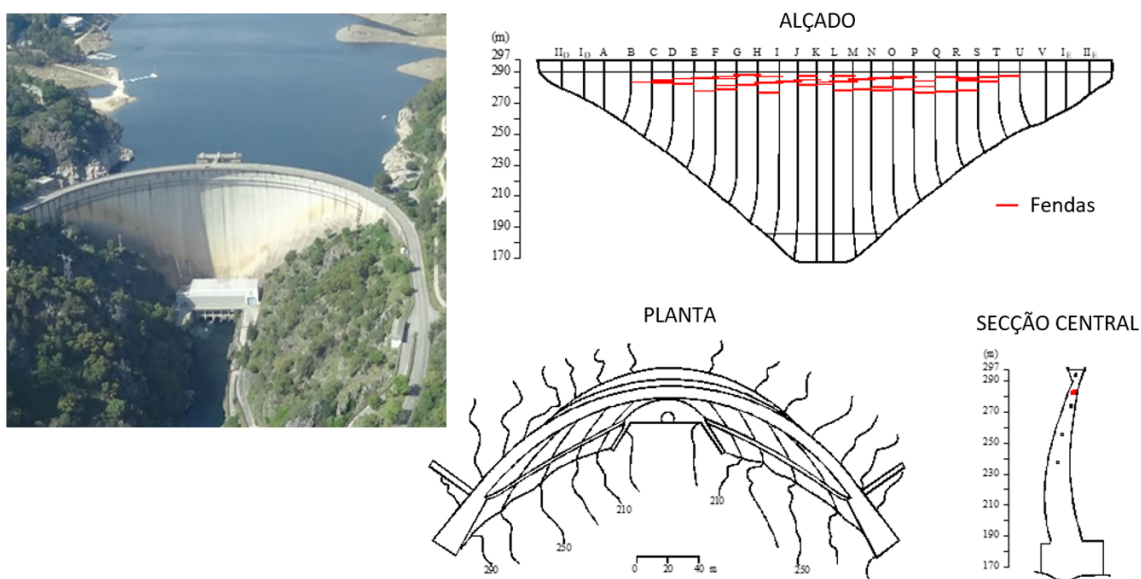 ALÇADO
(m)
II_D I_D A B C D E F G H I J K L M N O P Q R S T U V I_E II_E
297
290
270
250
230
210
190
170
Fendas
PLANTA
210
210
250
250
290
0 20 40 m
SECÇÃO CENTRAL
(m)
297
290
270
250
230
210
190
170